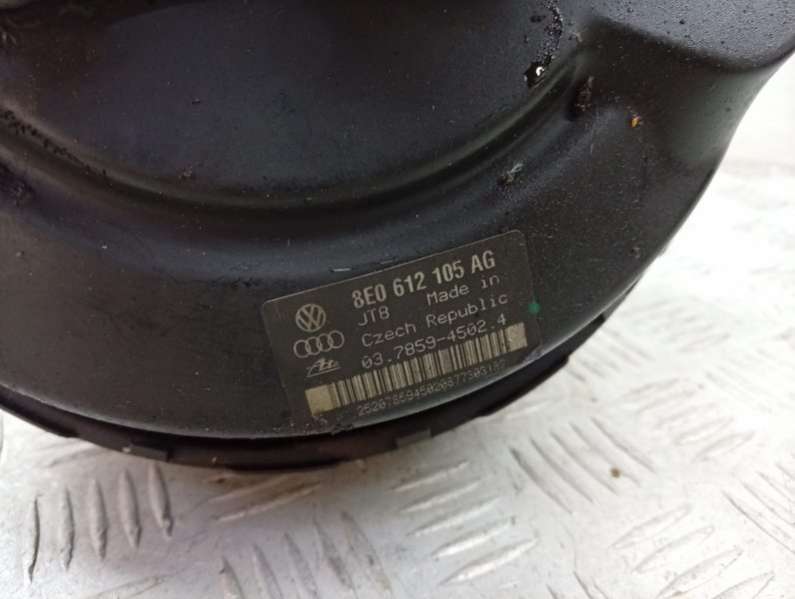 8E0 612 105 AG
JTB Made in
Czech Republic
03.7859-4502.4